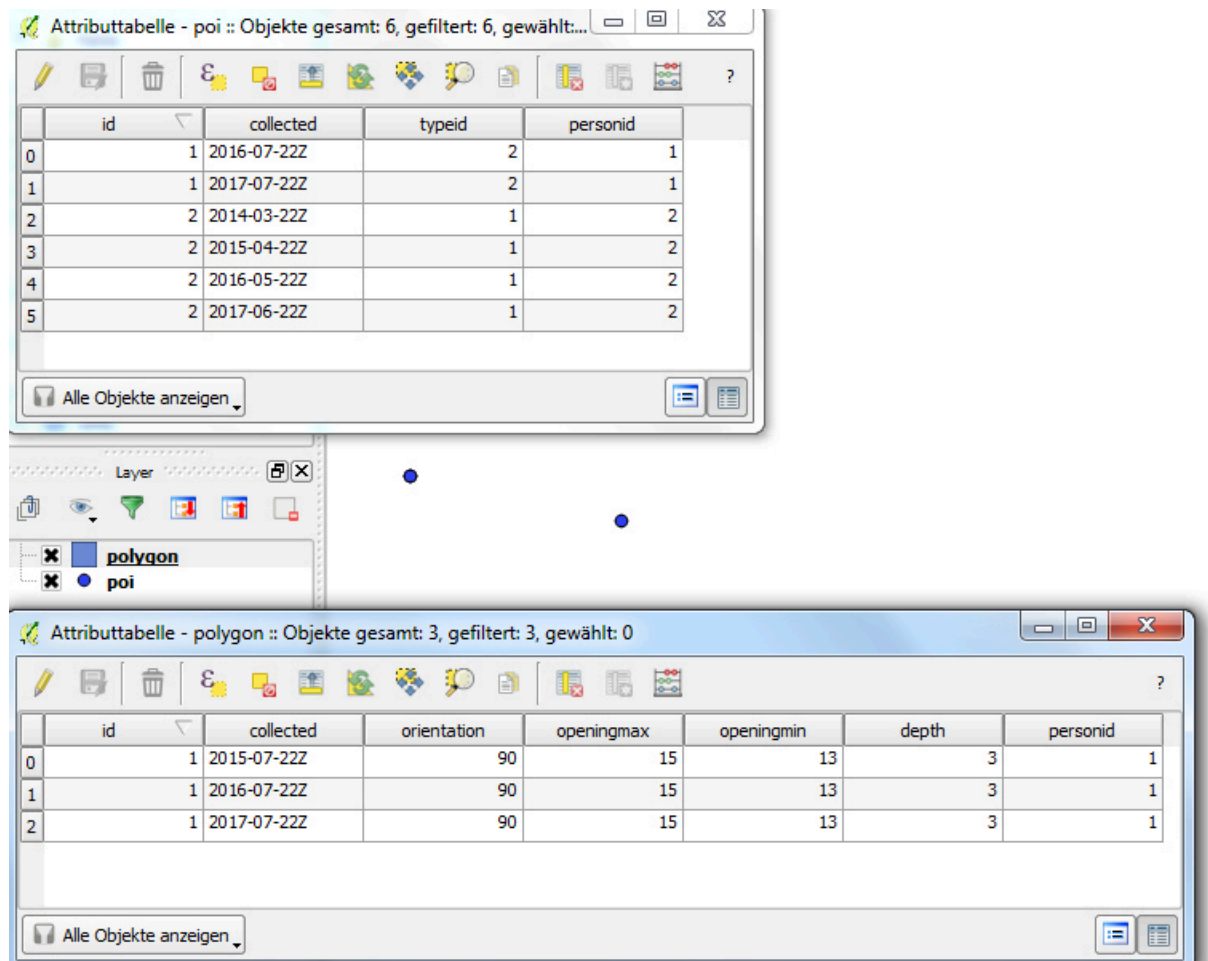 Attributtabelle - poi :: Objekte gesamt: 6, gefiltert: 6, gewählt:...
?
id collected typeid personid
0 1 2016-07-22Z 2 1
1 1 2017-07-22Z 2 1
2 2 2014-03-22Z 1 2
3 2 2015-04-22Z 1 2
4 2 2016-05-22Z 1 2
5 2 2017-06-22Z 1 2
Alle Objekte anzeigen
Layer
polygon
poi
Attributtabelle - polygon :: Objekte gesamt: 3, gefiltert: 3, gewählt: 0
?
id collected orientation openingmax openingmin depth personid
0 1 2015-07-22Z 90 15 13 3 1
1 1 2016-07-22Z 90 15 13 3 1
2 1 2017-07-22Z 90 15 13 3 1
Alle Objekte anzeigen